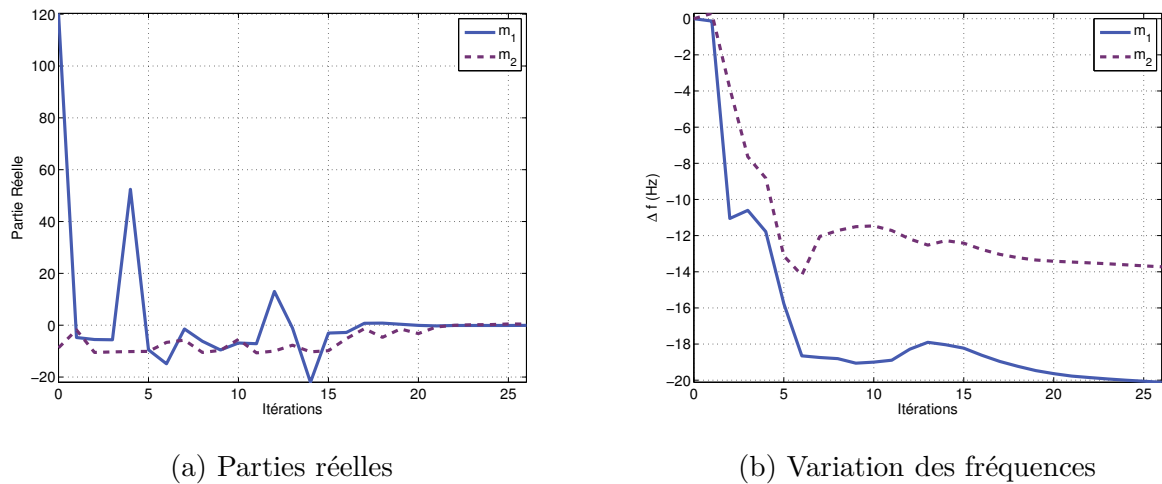 120
100
80
60
40
20
0
−20
0 5 10 15 20 25
Partie Réelle
Itérations
m1
m2
(a) Parties réelles
0
−2
−4
−6
−8
−10
−12
−14
−16
−18
−20
0 5 10 15 20 25
Δ f (Hz)
Itérations
m1
m2
(b) Variation des fréquences